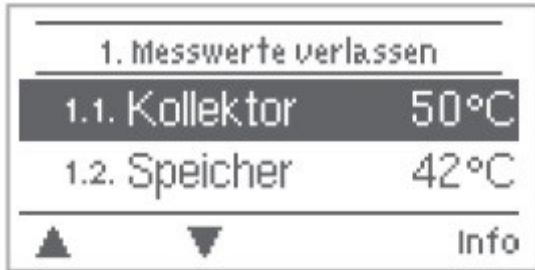 1. Messwerte verlassen
1.1. Kollektor 50°C
1.2. Speicher 42°C
Info